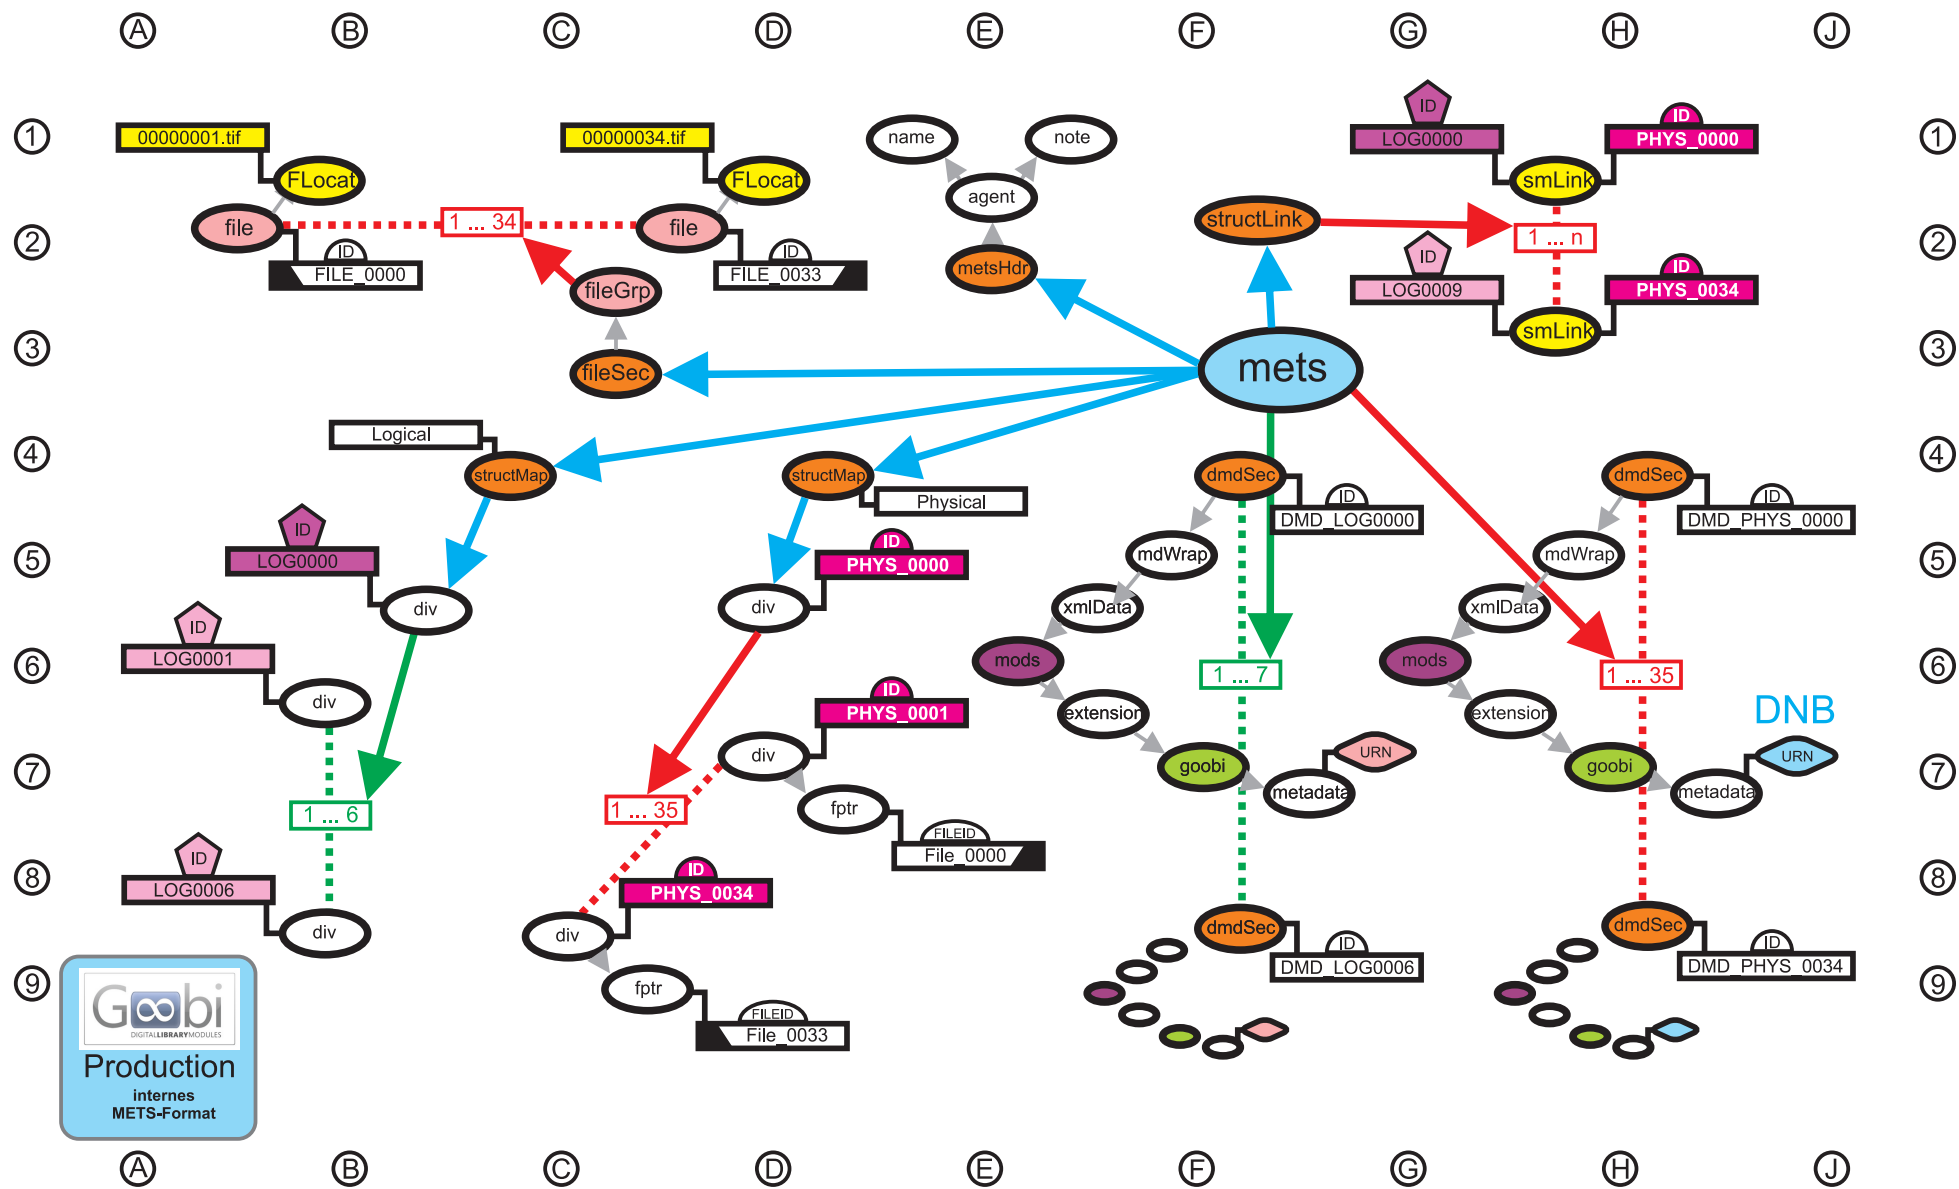 A B C D E F G H J
1 00000001.tif 00000034.tif name note ID LOG0000 ID PHYS_0000 1
FLocat FLocat agent smLink
2 file 1 ... 34 file structLink 1 ... n 2
ID FILE_0000 ID FILE_0033 metsHdr ID LOG0009 ID PHYS_0034
fileGrp smLink
3 fileSec mets 3
Logical
4 structMap structMap dmdSec dmdSec 4
Physical ID DMD_LOG0000 ID DMD_PHYS_0000
ID LOG0000 ID PHYS_0000 mdWrap mdWrap
5 5
div div xmlData xmlData
ID LOG0001
6 mods 1 ... 7 mods 1 ... 35 6
div ID PHYS_0001 extension extension DNB
7 div goobi URN goobi URN 7
1 ... 6 1 ... 35 fptr metadata metadata
FILEID File_0000
8 ID LOG0006 ID PHYS_0034 8
div div dmdSec dmdSec
9 fptr ID DMD_LOG0006 ID DMD_PHYS_0034 9
FILEID File_0033
Goobi
DIGITALLIBRARYMODULES
Production
internes
METS-Format
A B C D E F G H J